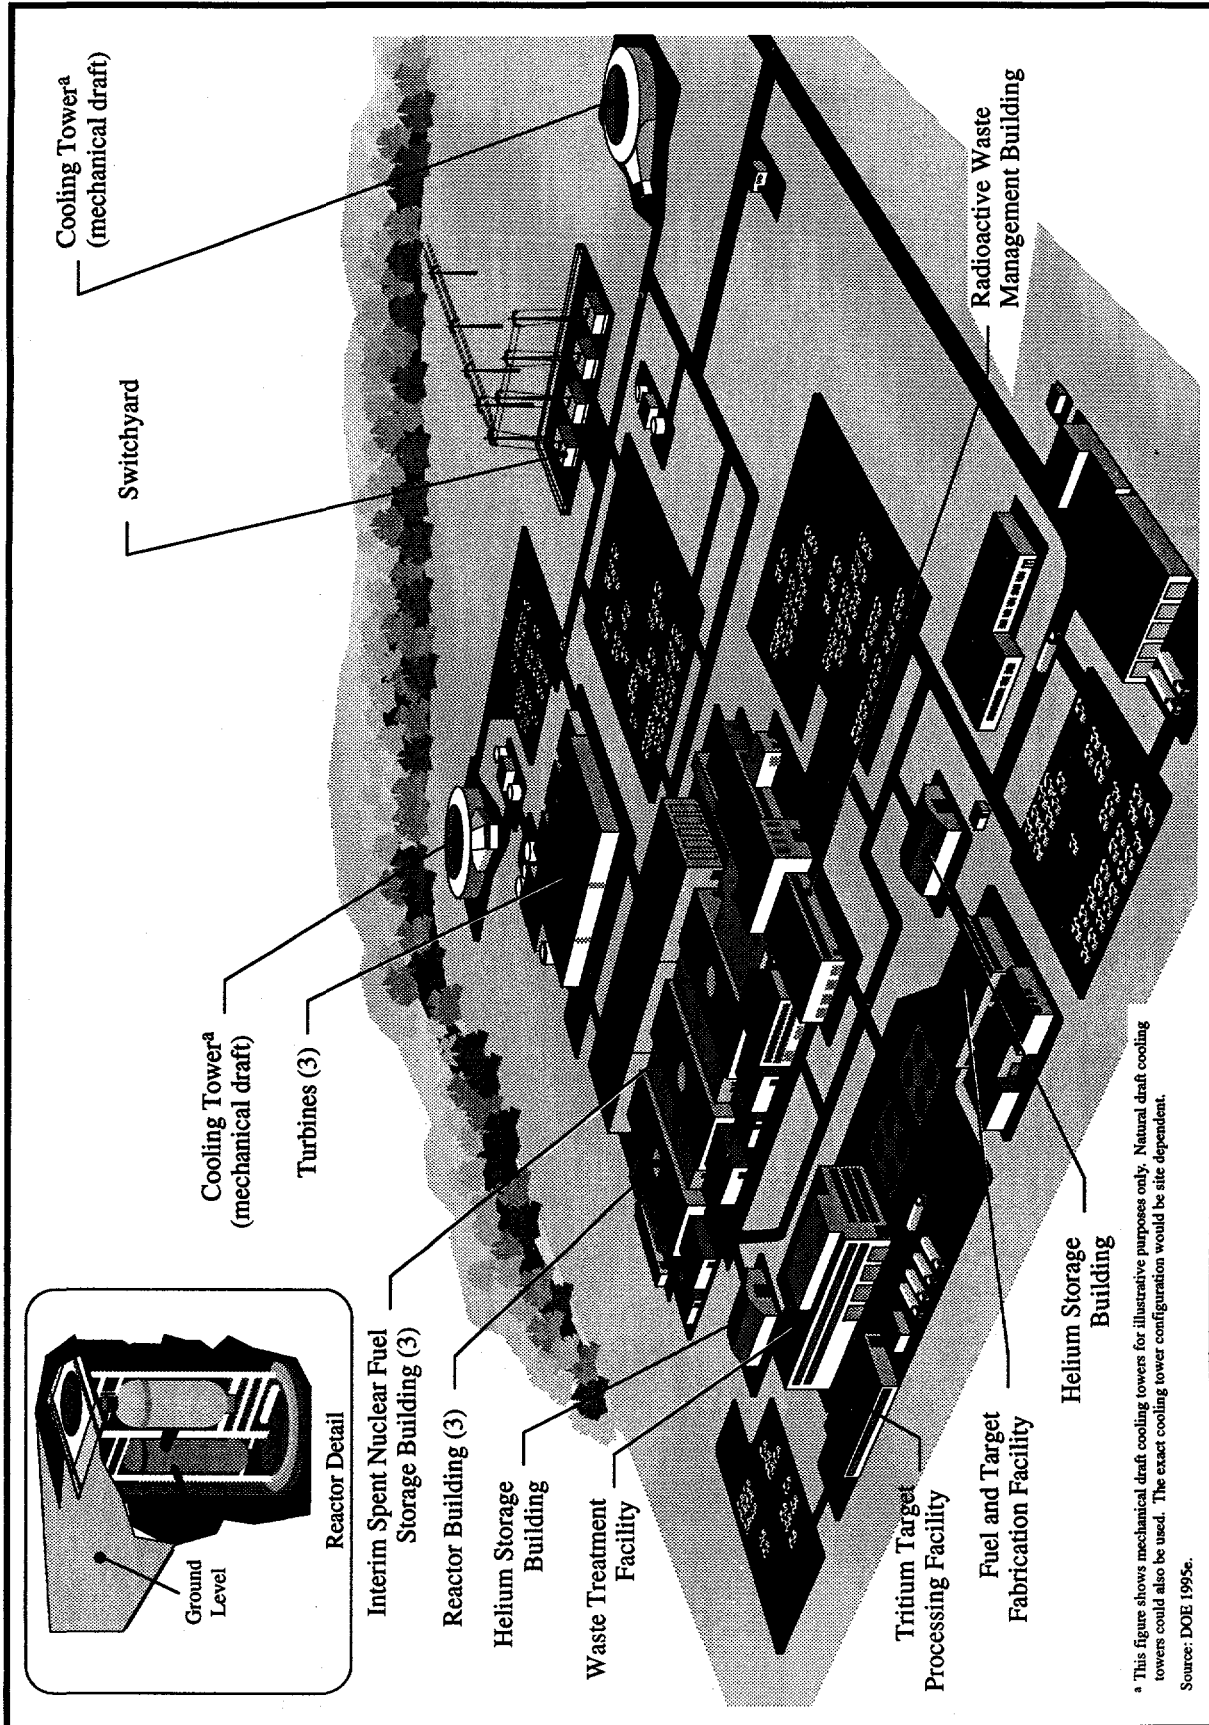 Ground
Level
Reactor Detail
Cooling Towerᵃ
(mechanical draft)
Switchyard
Cooling Towerᵃ
(mechanical draft)
Turbines (3)
Interim Spent Nuclear Fuel
Storage Building (3)
Reactor Building (3)
Helium Storage
Building
Waste Treatment
Facility
Tritium Target
Processing Facility
Fuel and Target
Fabrication Facility
Helium Storage
Building
Radioactive Waste
Management Building
ᵃ This figure shows mechanical draft cooling towers for illustrative purposes only. Natural draft cooling
towers could also be used. The exact cooling tower configuration would be site dependent.
Source: DOE 1995e.